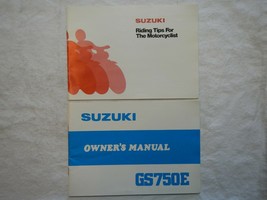 SUZUKI
Riding Tips For
The Motorcyclist
SUZUKI
OWNER'S MANUAL
GS750E